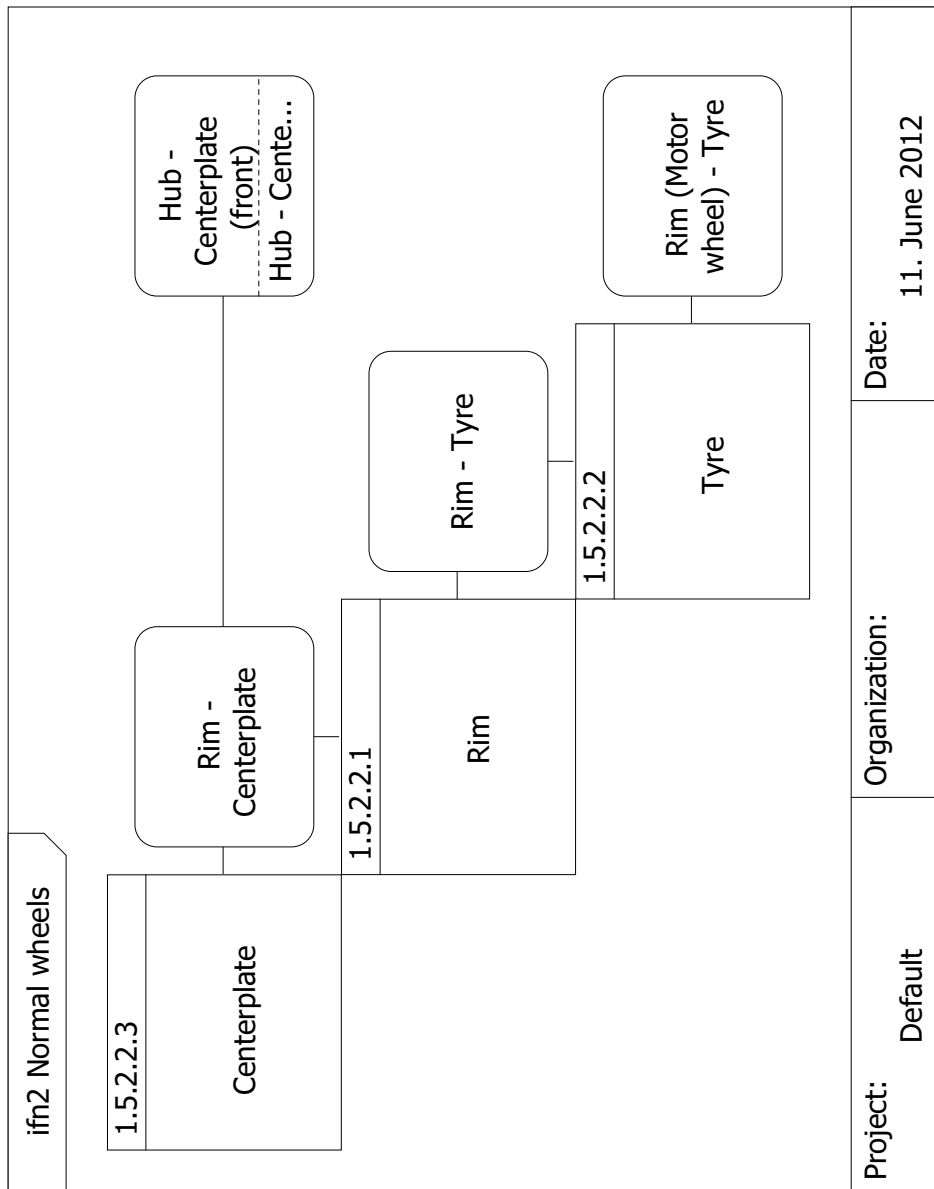 ifn2 Normal wheels
1.5.2.2.3
Centerplate
Rim -
Centerplate
Hub -
Centerplate
(front)
Hub - Cente...
1.5.2.2.1
Rim
Rim - Tyre
1.5.2.2.2
Tyre
Rim (Motor
wheel) - Tyre
Project:
Default
Organization:
Date:
11. June 2012